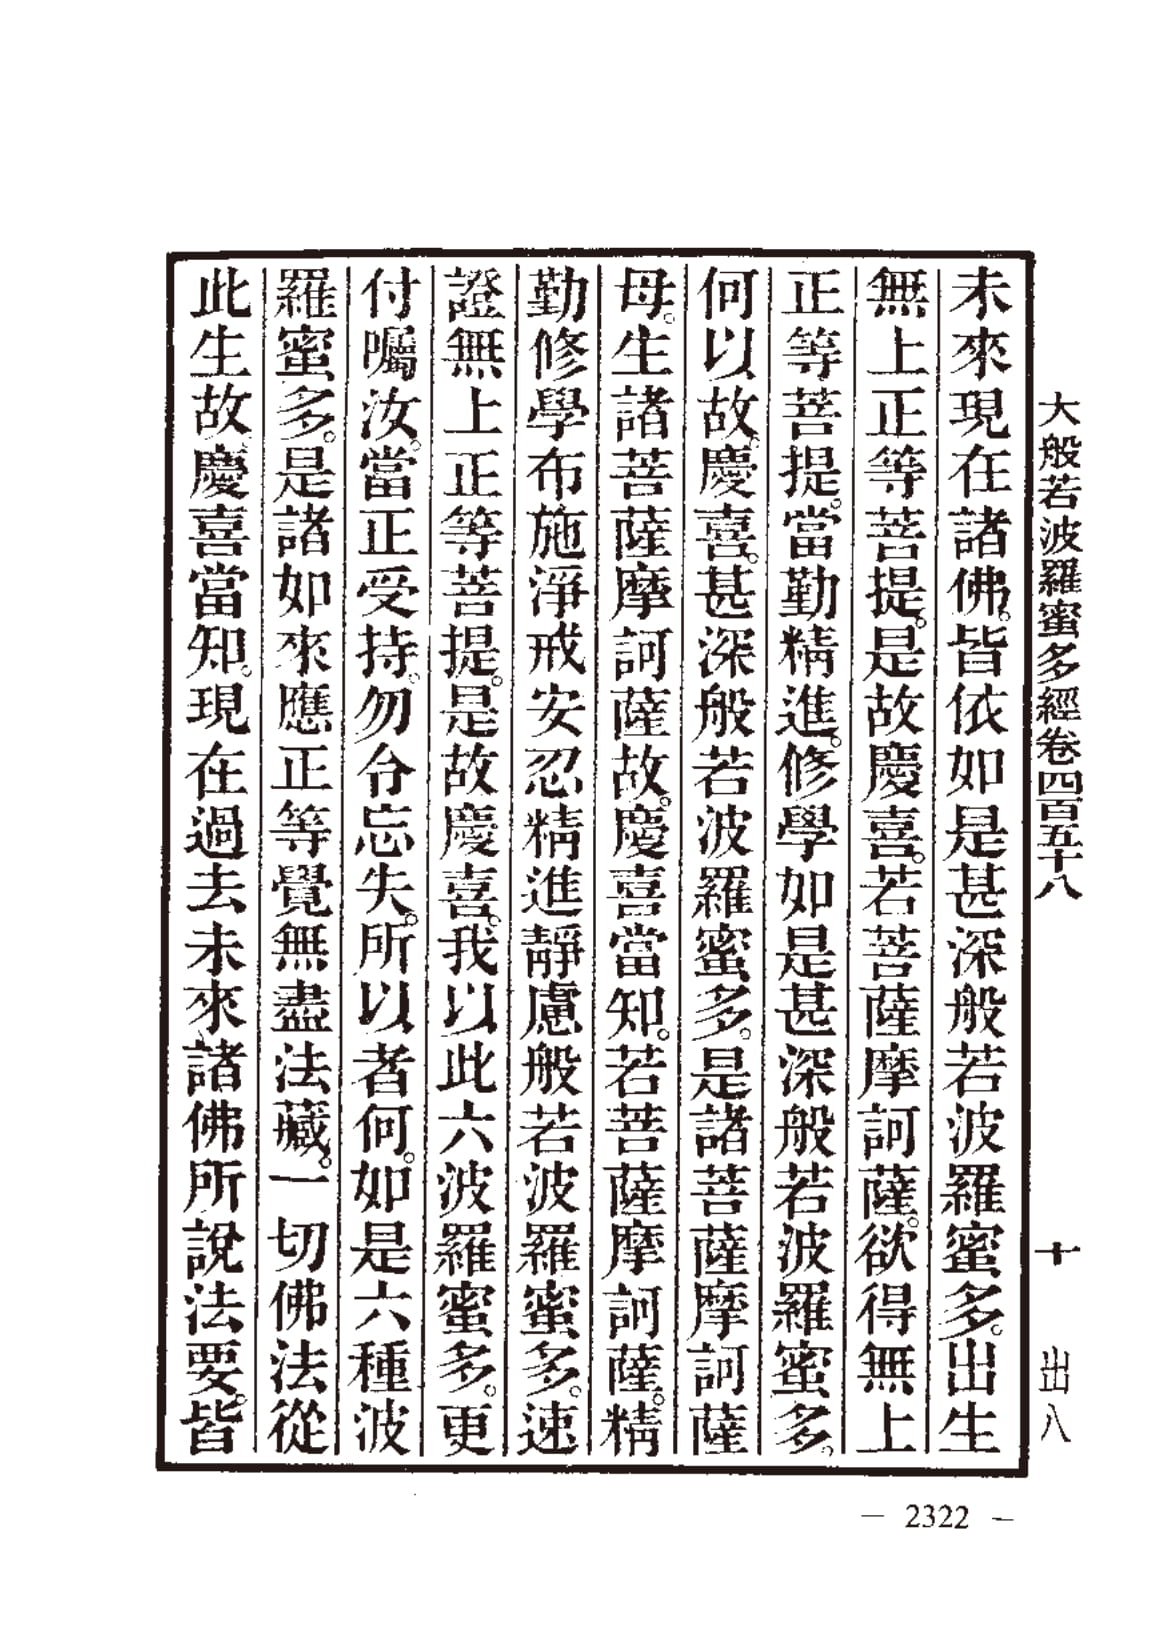 大般若波羅蜜多經卷四百五十八 十 出八
未來現在諸佛。皆依如是甚深般若波羅蜜多。出生
無上正等菩提。是故慶喜。若菩薩摩訶薩。欲得無上
正等菩提。當勤精進。修學如是甚深般若波羅蜜多。
何以故。慶喜。甚深般若波羅蜜多。是諸菩薩摩訶薩
母。生諸菩薩摩訶薩故。慶喜當知。若菩薩摩訶薩。精
勤修學布施淨戒安忍精進靜慮般若波羅蜜多。速
證無上正等菩提。是故慶喜。我以此六波羅蜜多。更
付囑汝。當正受持。勿令忘失。所以者何。如是六種波
羅蜜多。是諸如來應正等覺無盡法藏。一切佛法從
此生故慶喜當知。現在過去未來諸佛所說法要。皆
— 2322 —